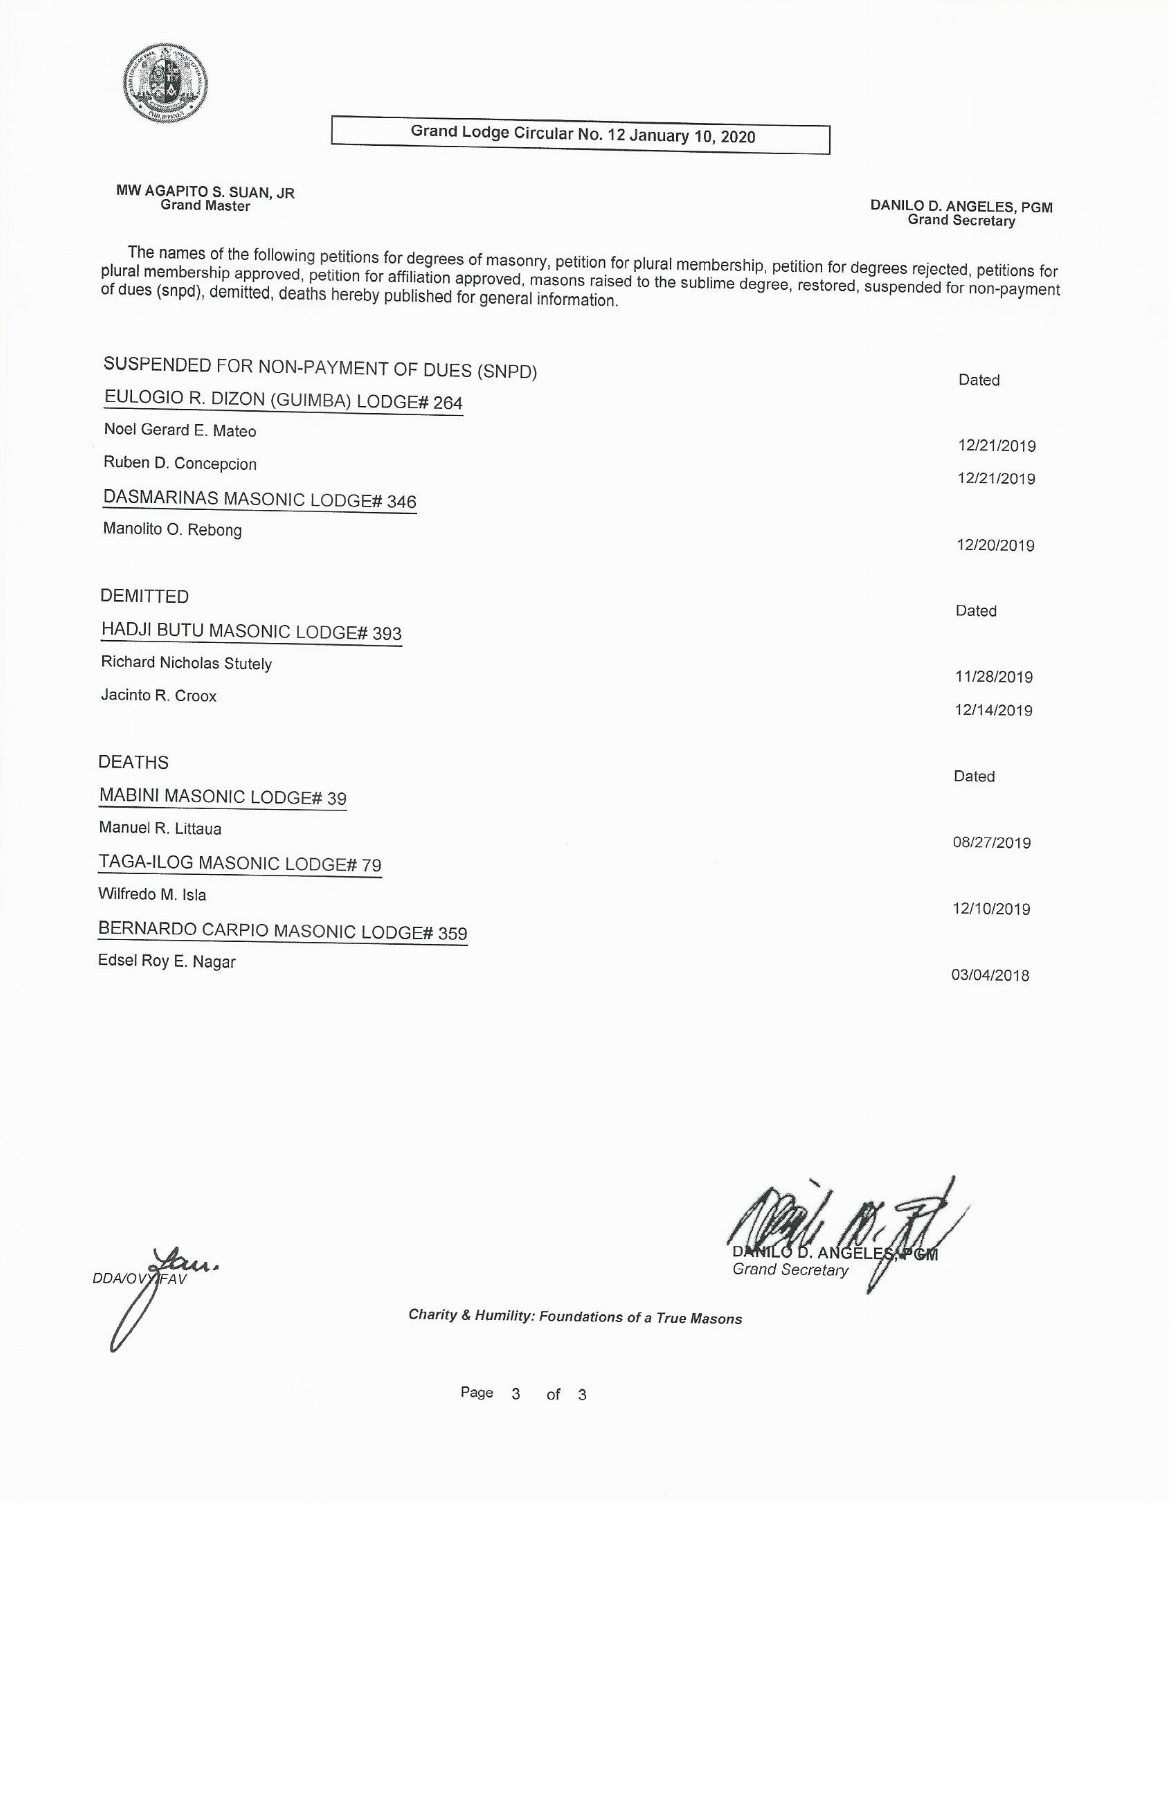 PHILIPPINES
Grand Lodge Circular No. 12 January 10, 2020
MW AGAPITO S. SUAN, JR
Grand Master
DANILO D. ANGELES, PGM
Grand Secretary
The names of the following petitions for degrees of masonry, petition for plural membership, petition for degrees rejected, petitions for
plural membership approved, petition for affiliation approved, masons raised to the sublime degree, restored, suspended for non-payment
of dues (snpd), demitted, deaths hereby published for general information.
SUSPENDED FOR NON-PAYMENT OF DUES (SNPD) Dated
EULOGIO R. DIZON (GUIMBA) LODGE# 264
Noel Gerard E. Mateo 12/21/2019
Ruben D. Concepcion 12/21/2019
DASMARINAS MASONIC LODGE# 346
Manolito O. Rebong 12/20/2019
DEMITTED Dated
HADJI BUTU MASONIC LODGE# 393
Richard Nicholas Stutely 11/28/2019
Jacinto R. Croox 12/14/2019
DEATHS Dated
MABINI MASONIC LODGE# 39
Manuel R. Littaua 08/27/2019
TAGA-ILOG MASONIC LODGE# 79
Wilfredo M. Isla 12/10/2019
BERNARDO CARPIO MASONIC LODGE# 359
Edsel Roy E. Nagar 03/04/2018
DANILO D. ANGELES, PGM
Grand Secretary
DDA/OVY/FAV
Charity & Humility: Foundations of a True Masons
Page 3 of 3